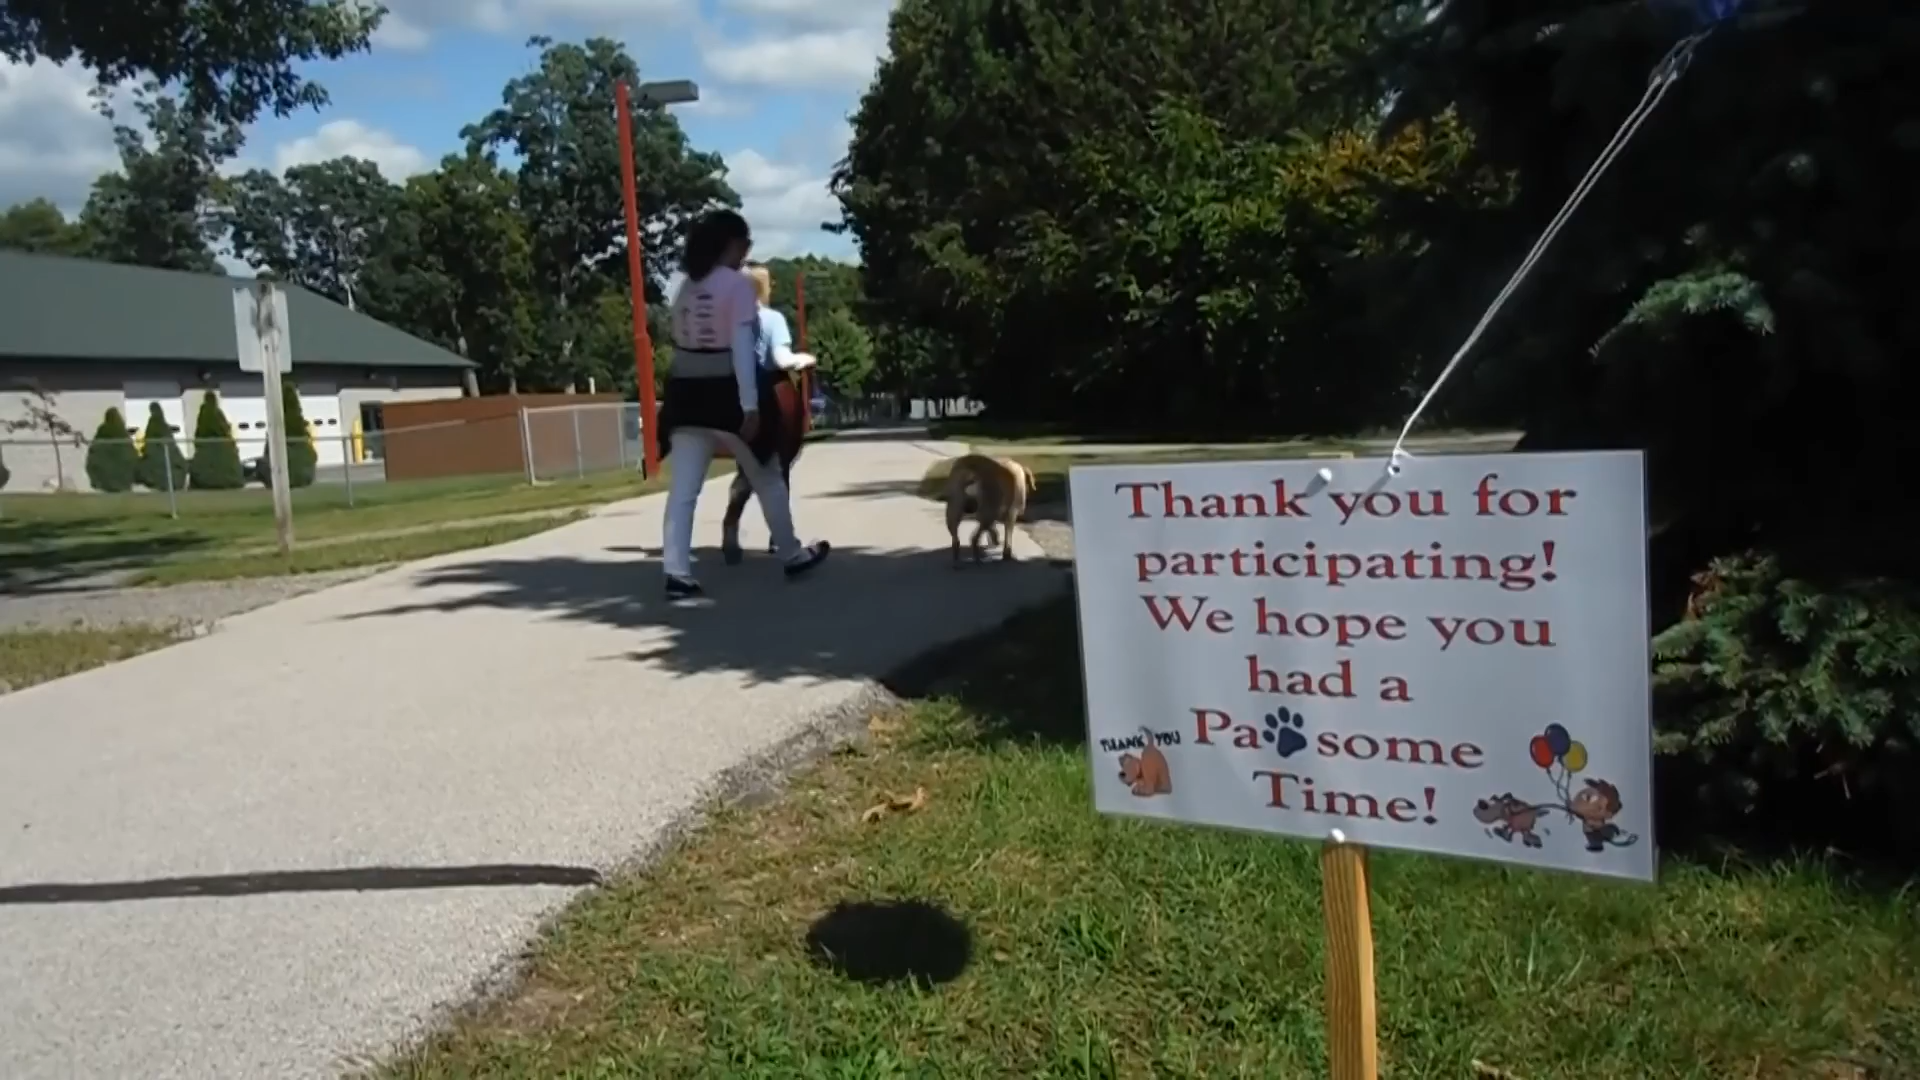 Thank you for
participating!
We hope you
had a
Pa some
Time!
THANK YOU